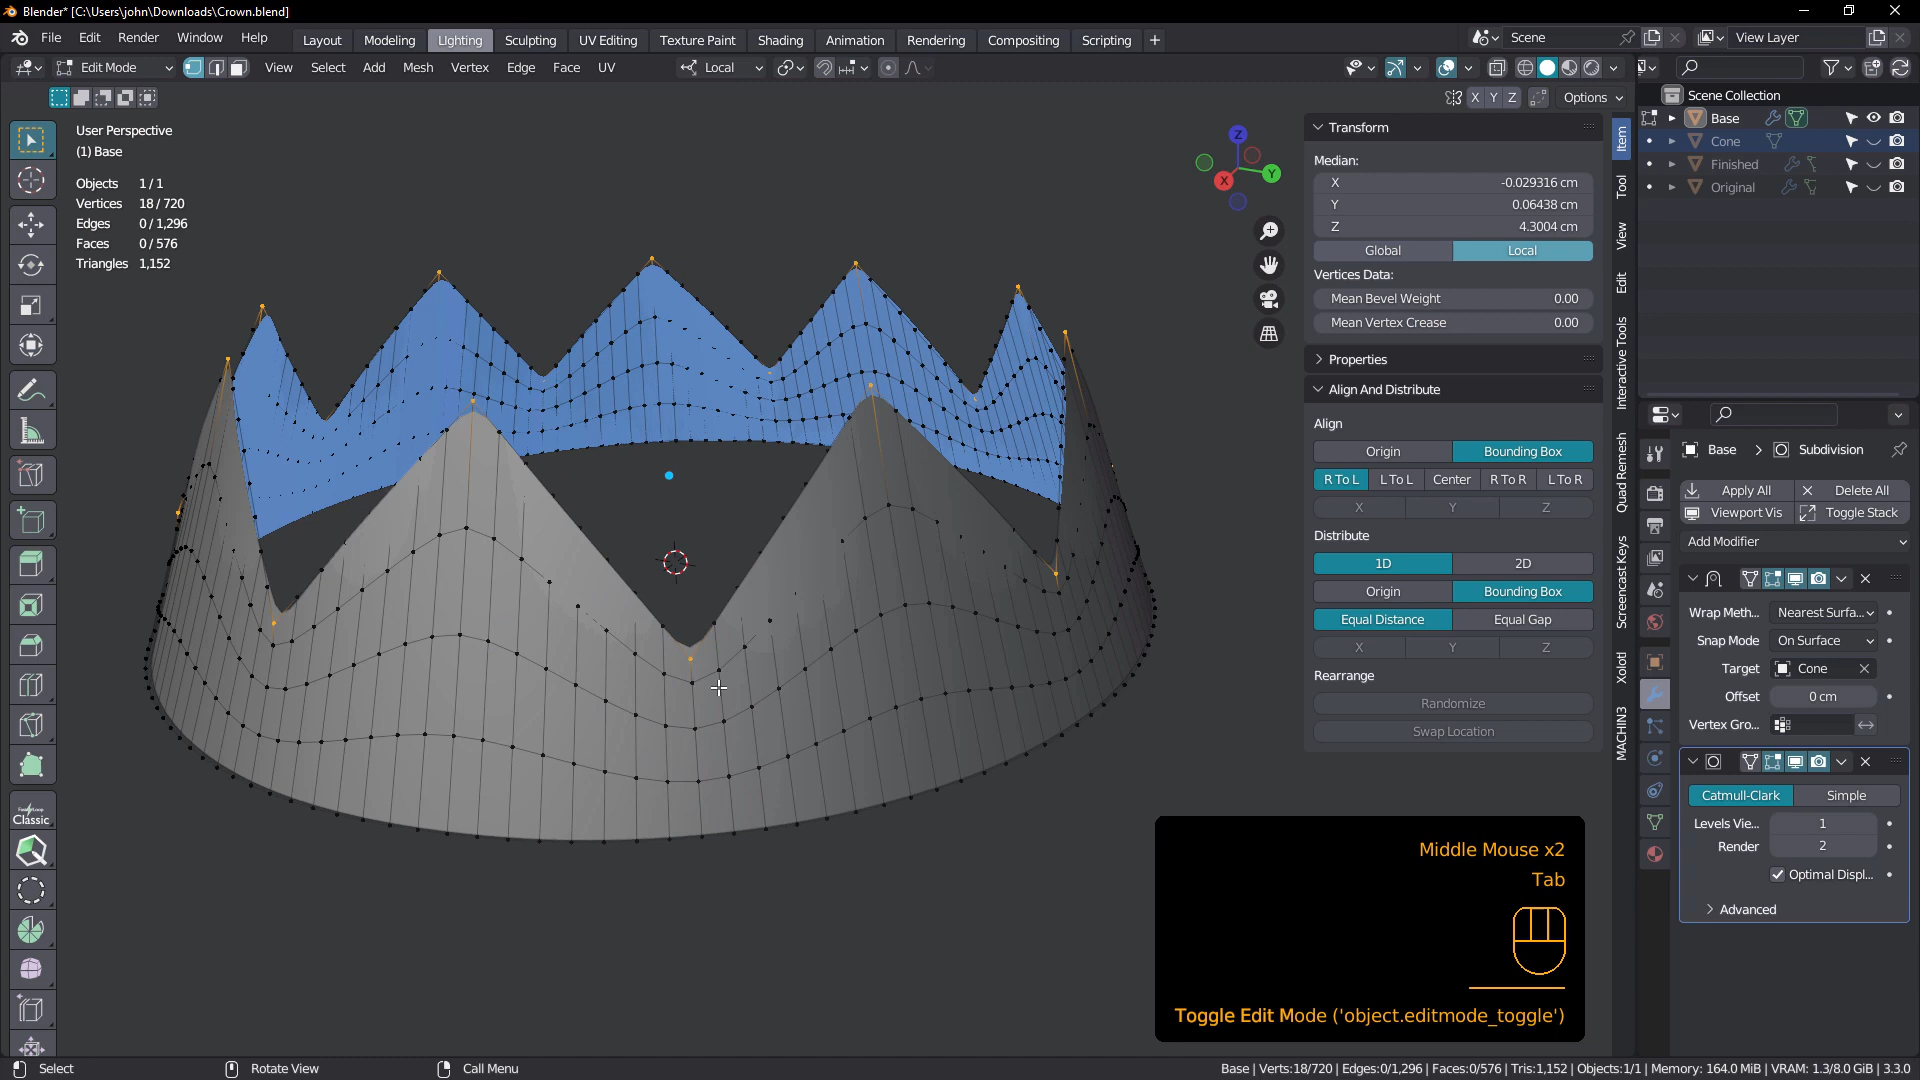 Blender* [C:\Users\john\Downloads\Crown.blend]
File Edit Render Window Help Layout Modeling Lighting Sculpting UV Editing Texture Paint Shading Animation Rendering Compositing Scripting + Scene View Layer
Edit Mode View Select Add Mesh Vertex Edge Face UV Local
X Y Z Options
User Perspective
(1) Base
Objects 1/1
Vertices 18/720
Edges 0/1,296
Faces 0/576
Triangles 1,152
Z
Y
X
Classic
Transform
Median:
X -0.029316 cm
Y 0.06438 cm
Z 4.3004 cm
Global Local
Vertices Data:
Mean Bevel Weight 0.00
Mean Vertex Crease 0.00
Properties
Align And Distribute
Align
Origin Bounding Box
R To L L To L Center R To R L To R
X Y Z
Distribute
1D 2D
Origin Bounding Box
Equal Distance Equal Gap
X Y Z
Rearrange
Randomize
Swap Location
Item
Tool
View
Edit
Interactive Tools
Quad Remesh
Screencast Keys
Xolotl
MACHIN3
Scene Collection
Base
Cone
Finished
Original
Base > Subdivision
Apply All Delete All
Viewport Vis Toggle Stack
Add Modifier
Wrap Meth... Nearest Surfa...
Snap Mode On Surface
Target Cone
Offset 0 cm
Vertex Gro...
Catmull-Clark Simple
Levels Vie... 1
Render 2
Optimal Displ...
Advanced
Middle Mouse x2
Tab
Toggle Edit Mode ('object.editmode_toggle')
Select Rotate View Call Menu Base | Verts:18/720 | Edges:0/1,296 | Faces:0/576 | Tris:1,152 | Objects:1/1 | Memory: 164.0 MiB | VRAM: 1.3/8.0 GiB | 3.3.0